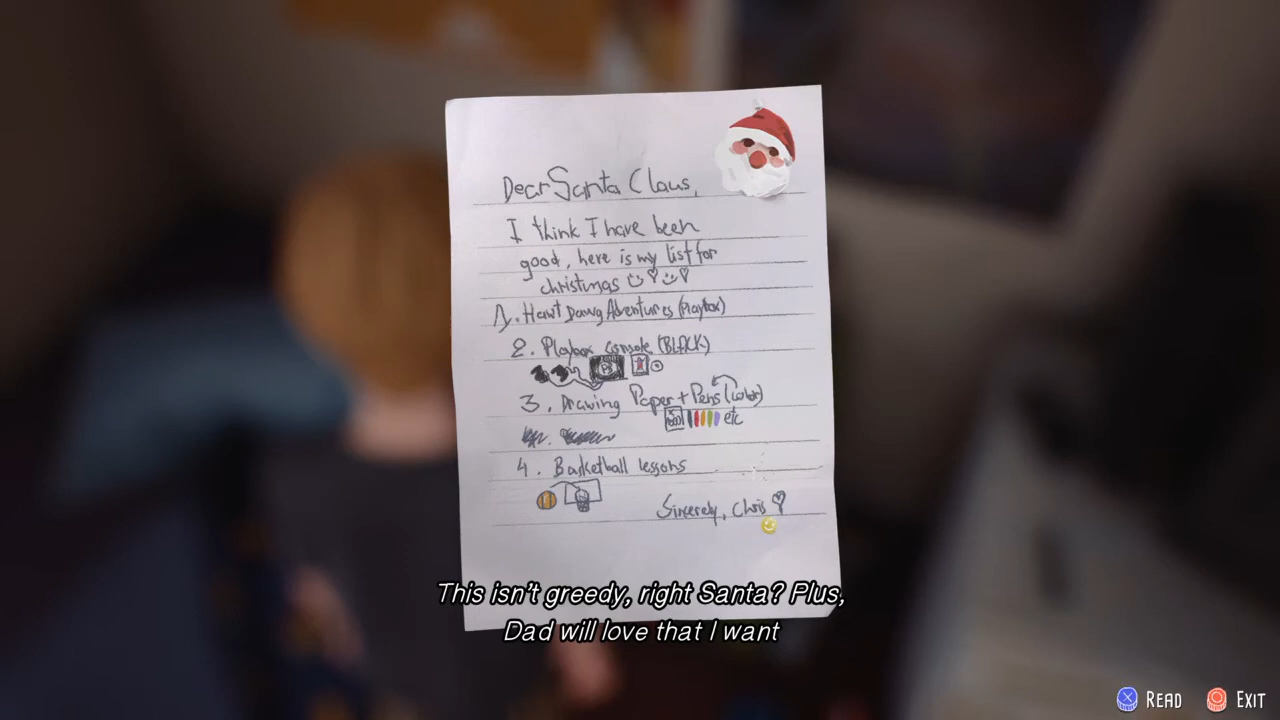 Dear Santa Claus,
I think I have been
good, here is my list for
christmas
1. Hawt Dawg Adventures (Playbox)
2. Playbox console (BLACK)
3. Drawing Paper + Pens (color)
etc
4. Basketball lessons
Sincerely, Chris
This isn't greedy, right Santa? Plus,
Dad will love that I want
READ EXIT